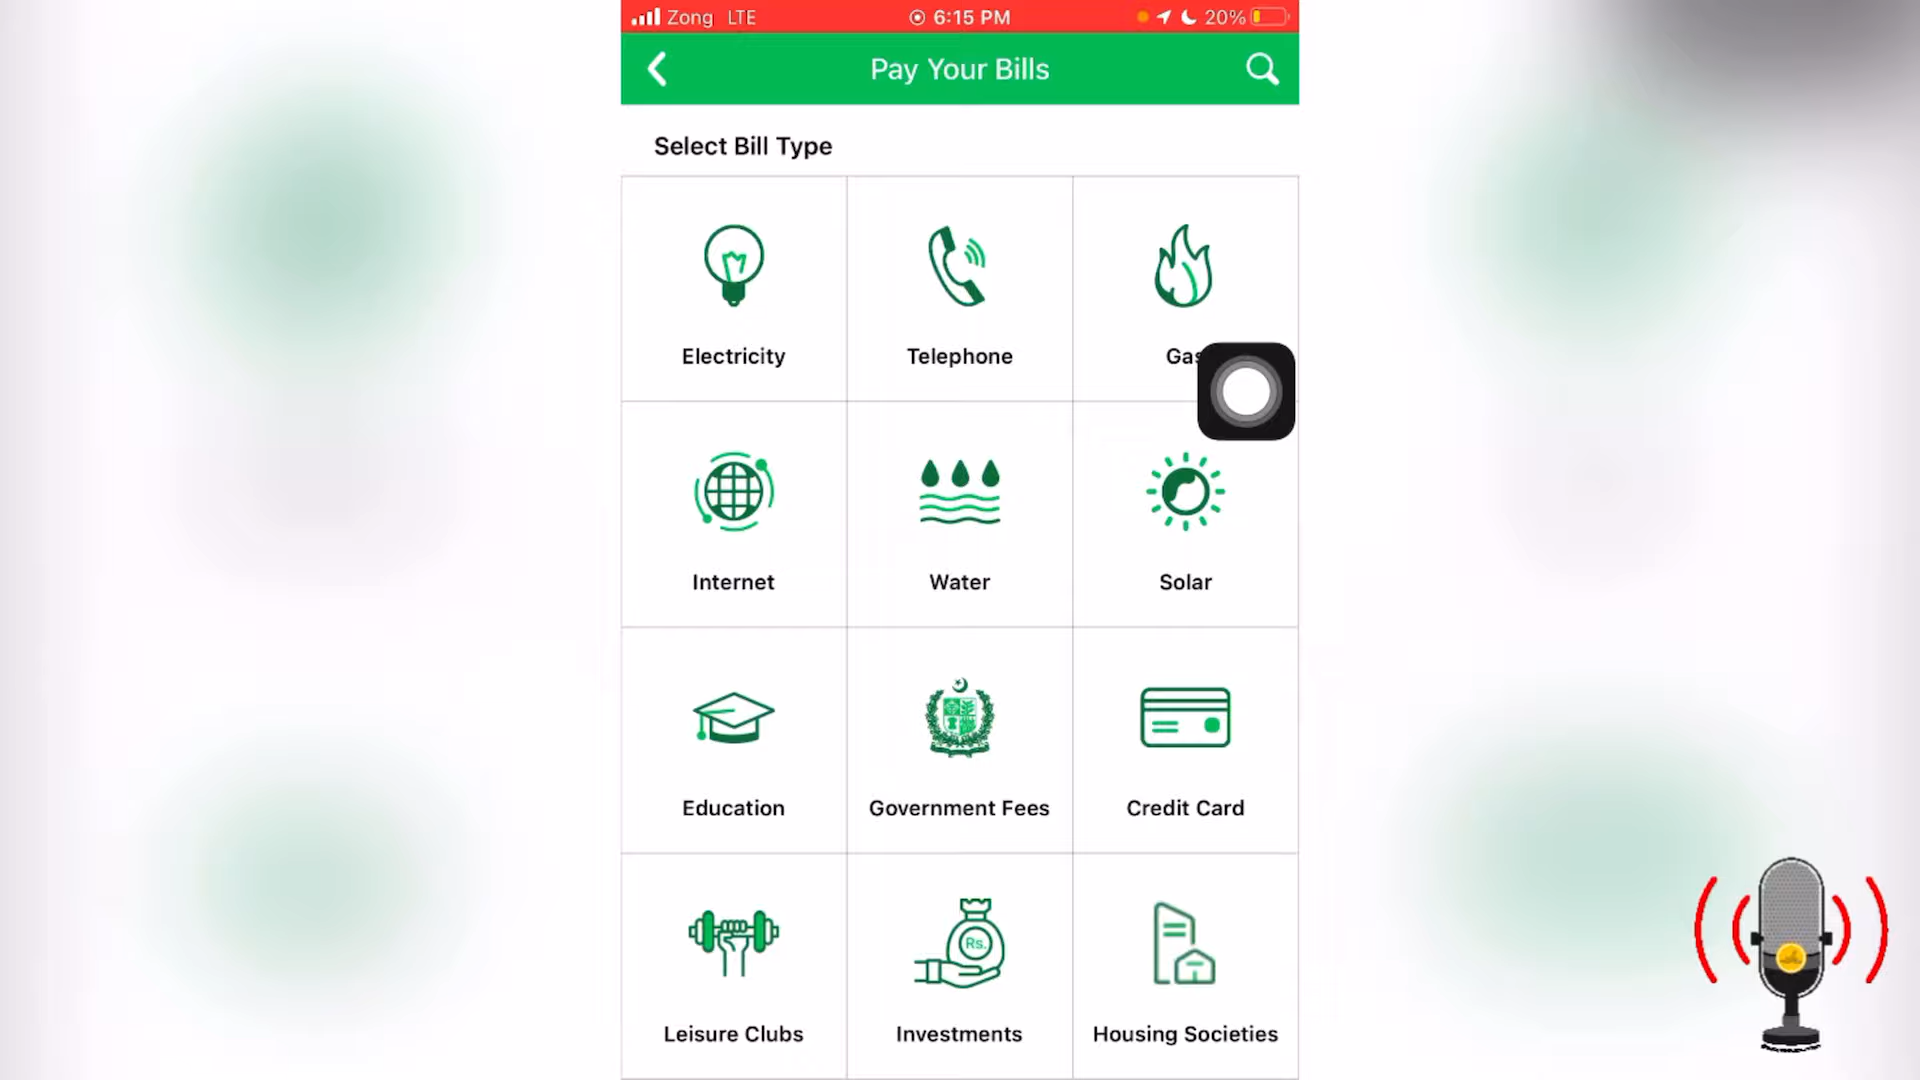 Zong LTE 6:15 PM 20%
Pay Your Bills
Select Bill Type
Electricity
Telephone
Gas
Internet
Water
Solar
Education
Government Fees
Credit Card
Rs.
Leisure Clubs
Investments
Housing Societies